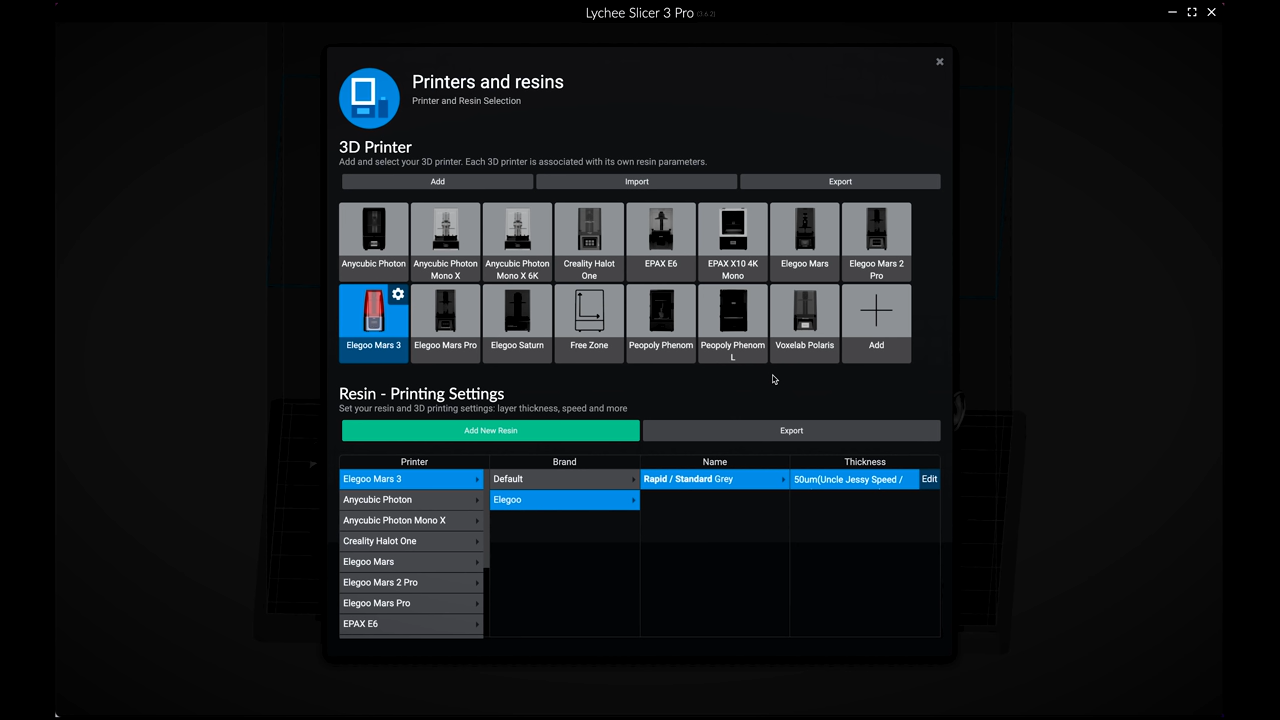 Lychee Slicer 3 Pro (3.6.2)
Printers and resins
Printer and Resin Selection
3D Printer
Add and select your 3D printer. Each 3D printer is associated with its own resin parameters.
Add Import Export
Anycubic Photon
Anycubic Photon Mono X
Anycubic Photon Mono X 6K
Creality Halot One
EPAX E6
EPAX X10 4K Mono
Elegoo Mars
Elegoo Mars 2 Pro
Elegoo Mars 3
Elegoo Mars Pro
Elegoo Saturn
Free Zone
Peopoly Phenom
Peopoly Phenom L
Voxelab Polaris
Add
Resin - Printing Settings
Set your resin and 3D printing settings: layer thickness, speed and more
Add New Resin Export
Printer Brand Name Thickness
Elegoo Mars 3 Default Rapid / Standard Grey 50um(Uncle Jessy Speed / Edit
Anycubic Photon Elegoo
Anycubic Photon Mono X
Creality Halot One
Elegoo Mars
Elegoo Mars 2 Pro
Elegoo Mars Pro
EPAX E6